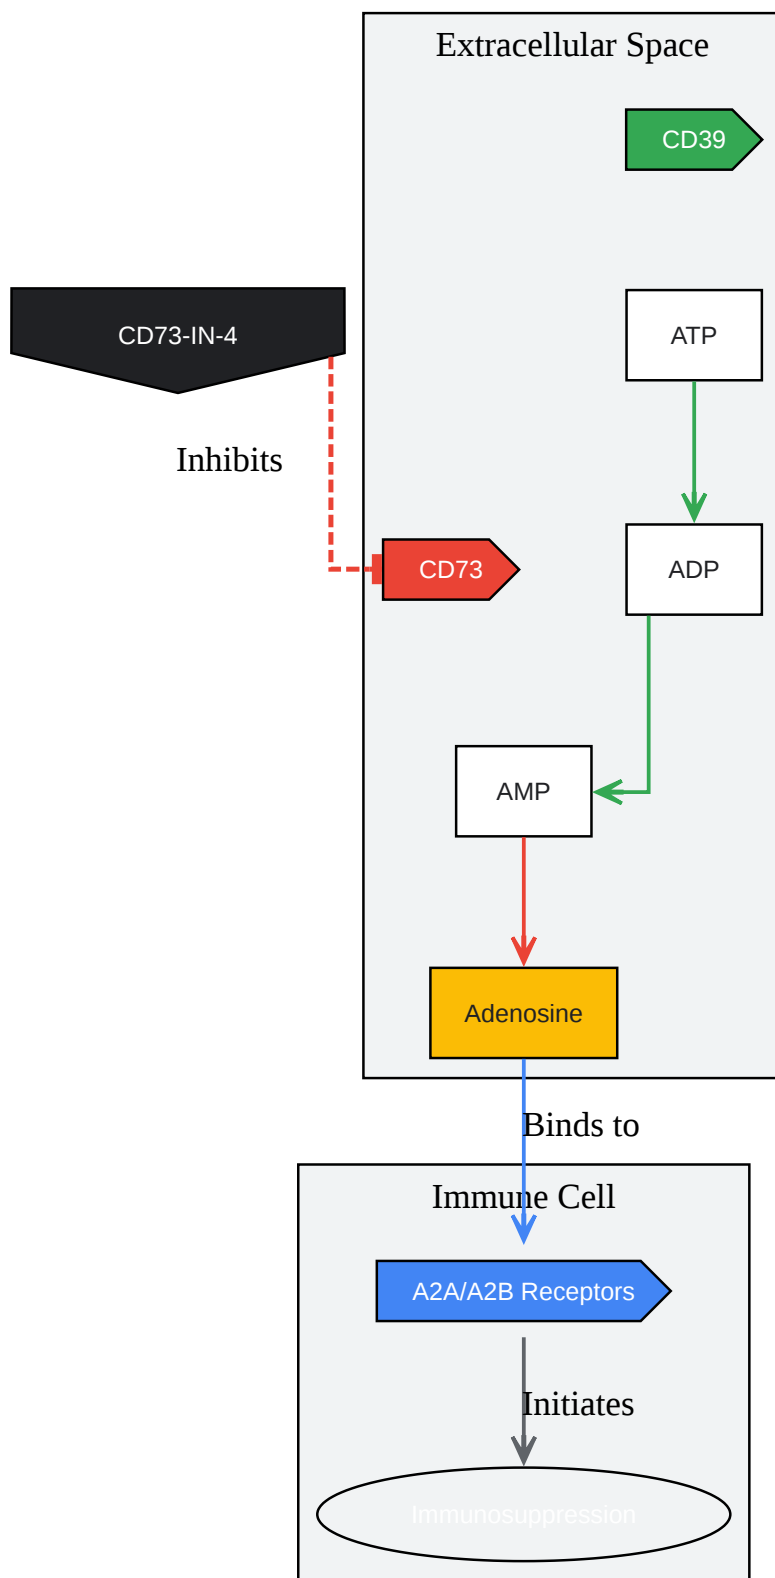 Extracellular Space
CD39
CD73-IN-4
ATP
Inhibits
CD73
ADP
AMP
Adenosine
Binds to
Immune Cell
A2A/A2B Receptors
Initiates
Immunosuppression